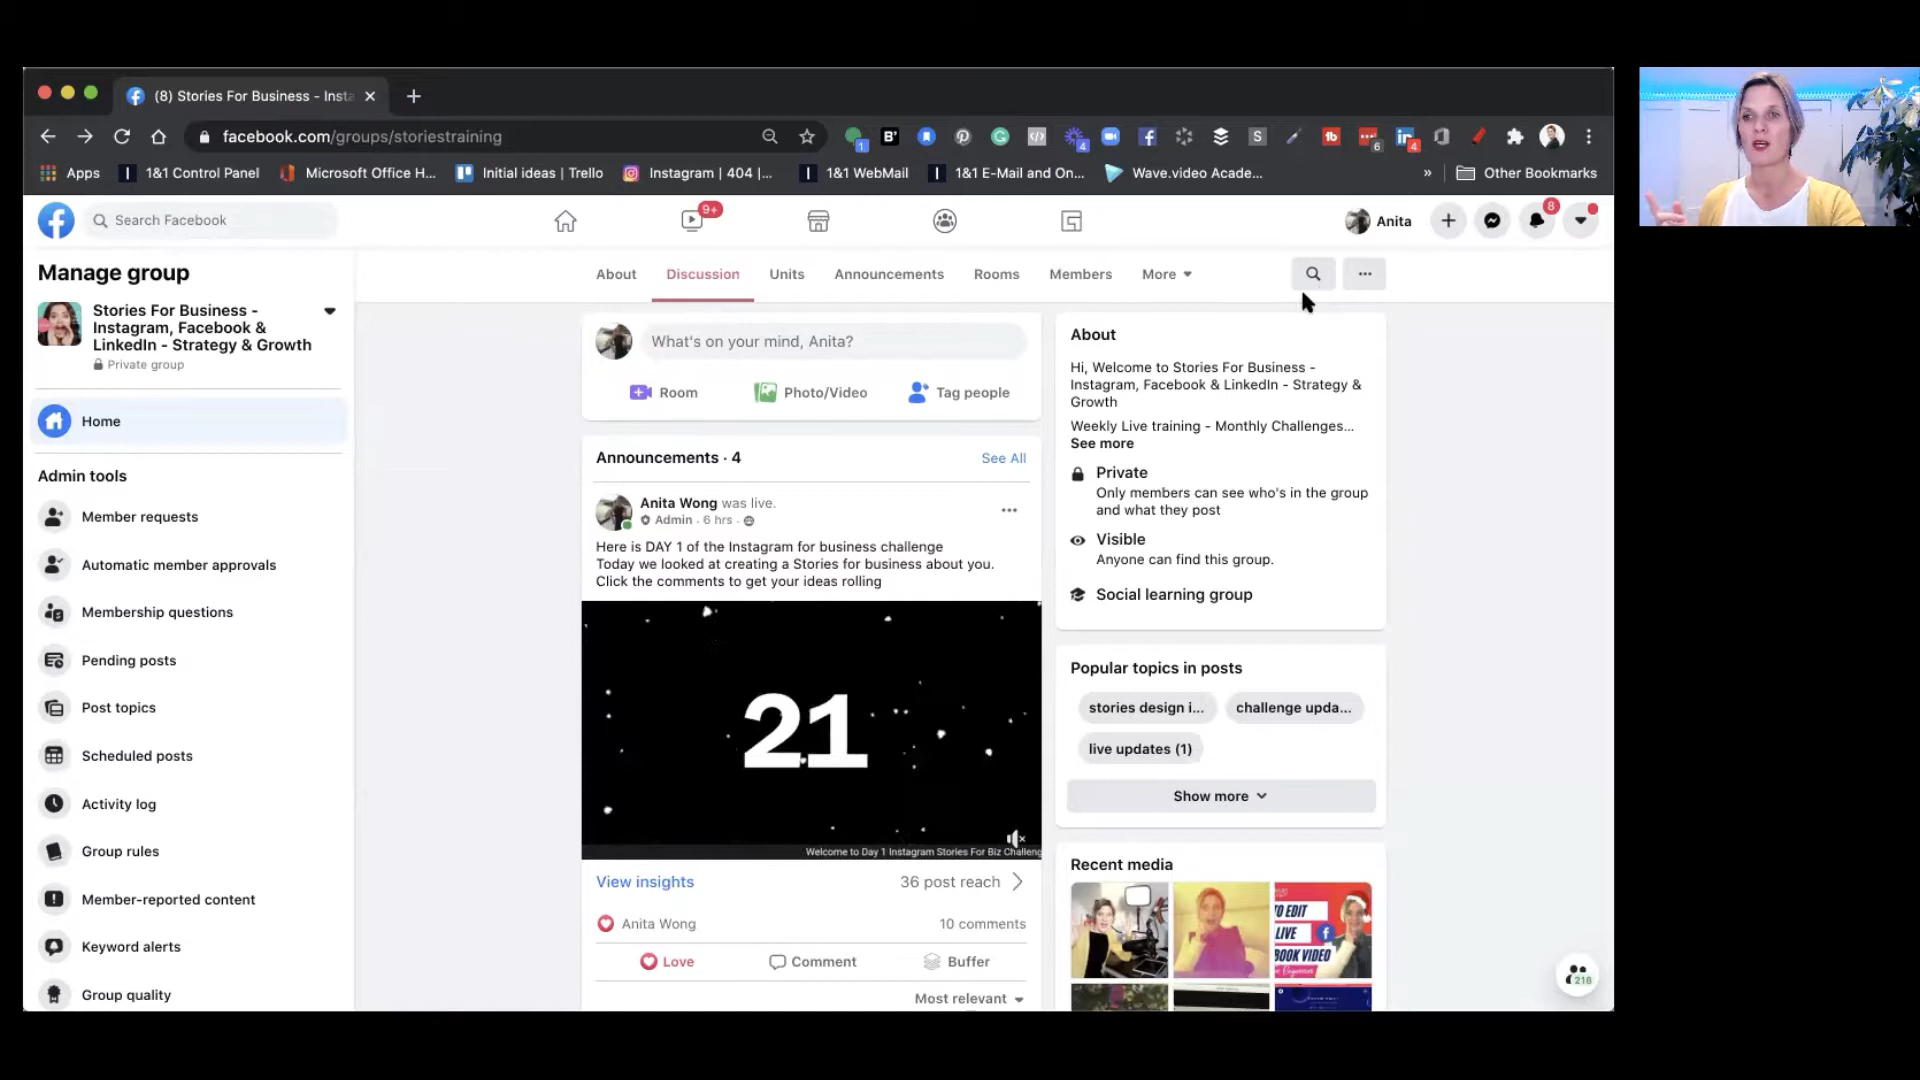 (8) Stories For Business - Insta
facebook.com/groups/storiestraining
1
4
6
4
Apps
1&1 Control Panel
Microsoft Office H...
Initial ideas | Trello
Instagram | 404 |...
1&1 WebMail
1&1 E-Mail and On...
Wave.video Acade...
»
Other Bookmarks
Search Facebook
9+
Anita
8
Manage group
Stories For Business -
Instagram, Facebook &
LinkedIn - Strategy & Growth
Private group
Home
Admin tools
Member requests
Automatic member approvals
Membership questions
Pending posts
Post topics
Scheduled posts
Activity log
Group rules
Member-reported content
Keyword alerts
Group quality
About
Discussion
Units
Announcements
Rooms
Members
More
What's on your mind, Anita?
Room
Photo/Video
Tag people
Announcements · 4
See All
Anita Wong was live.
Admin · 6 hrs ·
Here is DAY 1 of the Instagram for business challenge
Today we looked at creating a Stories for business about you.
Click the comments to get your ideas rolling
21
Welcome to Day 1 Instagram Stories For Biz Challeng
View insights
36 post reach
Anita Wong
10 comments
Love
Comment
Buffer
Most relevant
About
Hi, Welcome to Stories For Business -
Instagram, Facebook & LinkedIn - Strategy &
Growth
Weekly Live training - Monthly Challenges...
See more
Private
Only members can see who's in the group
and what they post
Visible
Anyone can find this group.
Social learning group
Popular topics in posts
stories design i...
challenge upda...
live updates (1)
Show more
Recent media
O EDIT
LIVE
BOOK VIDEO
216